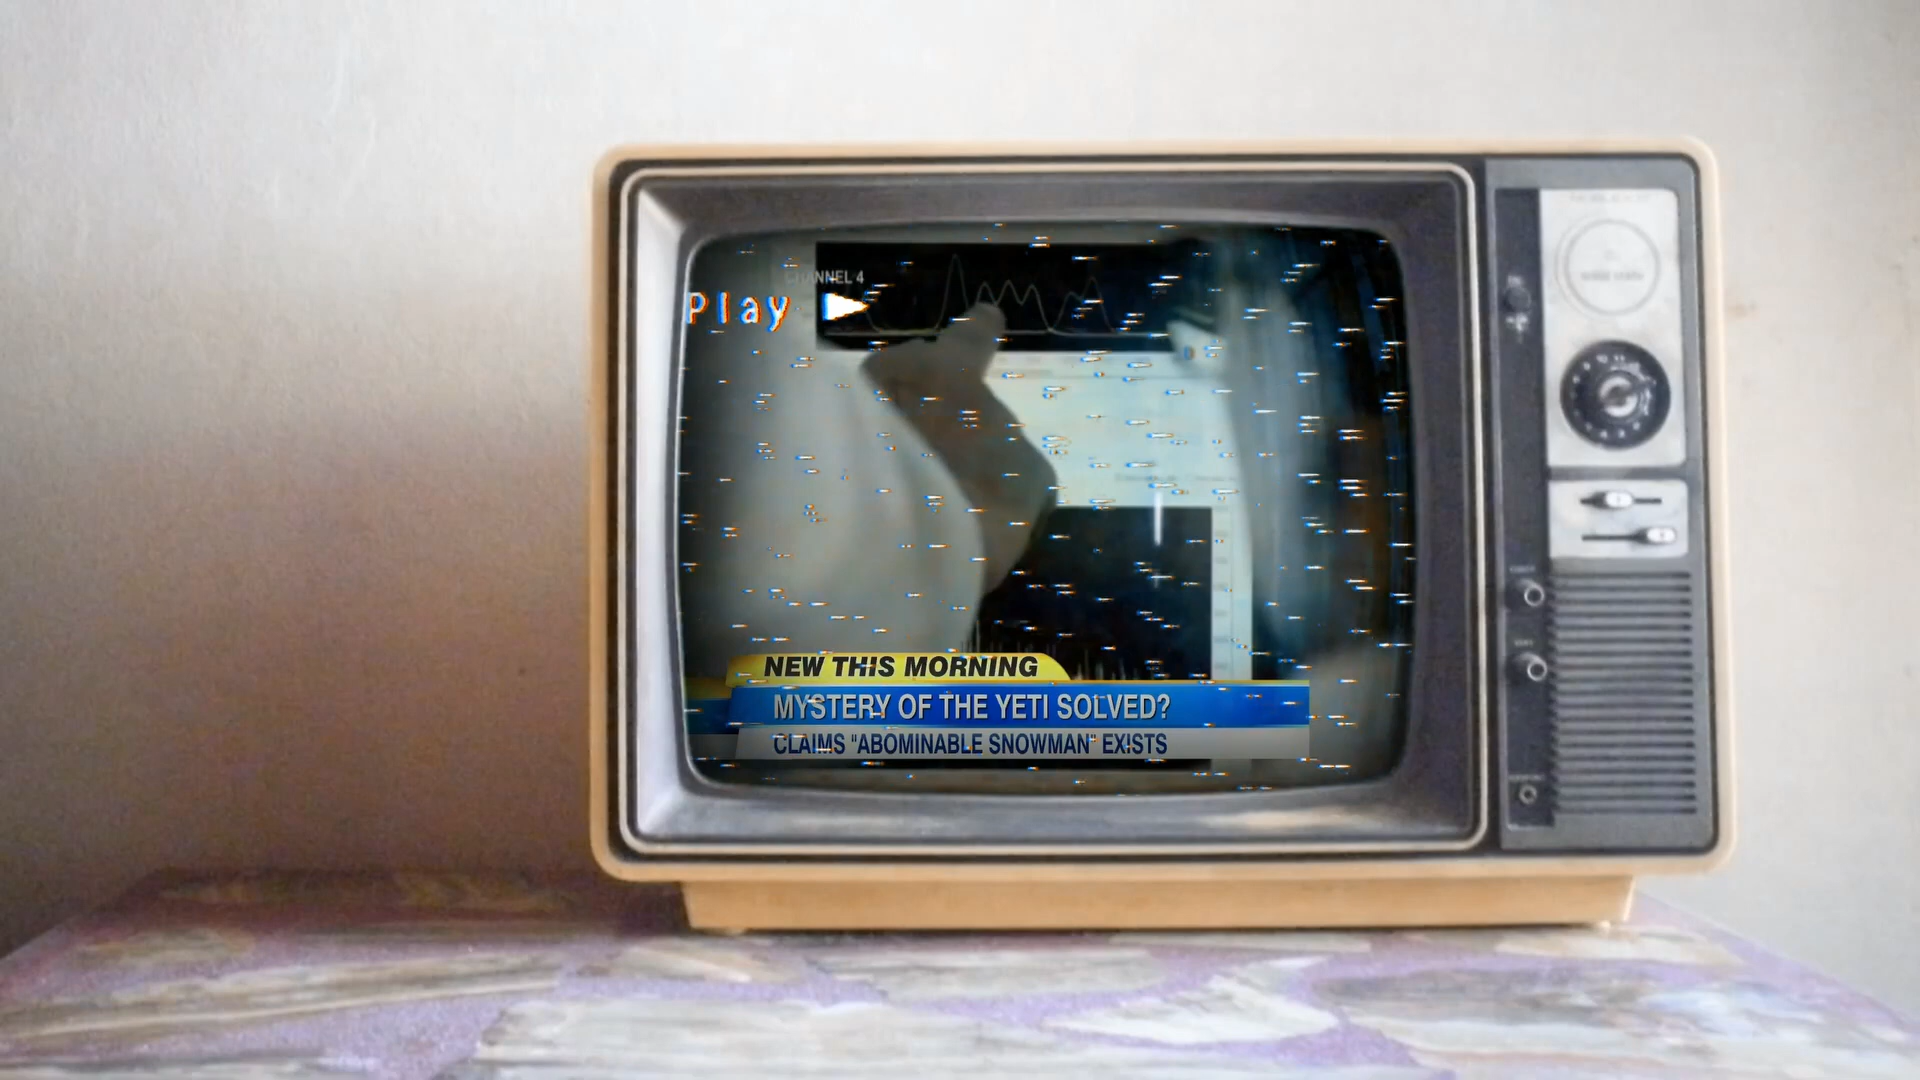 CHANNEL 4
Play
NEW THIS MORNING
MYSTERY OF THE YETI SOLVED?
CLAIMS "ABOMINABLE SNOWMAN" EXISTS